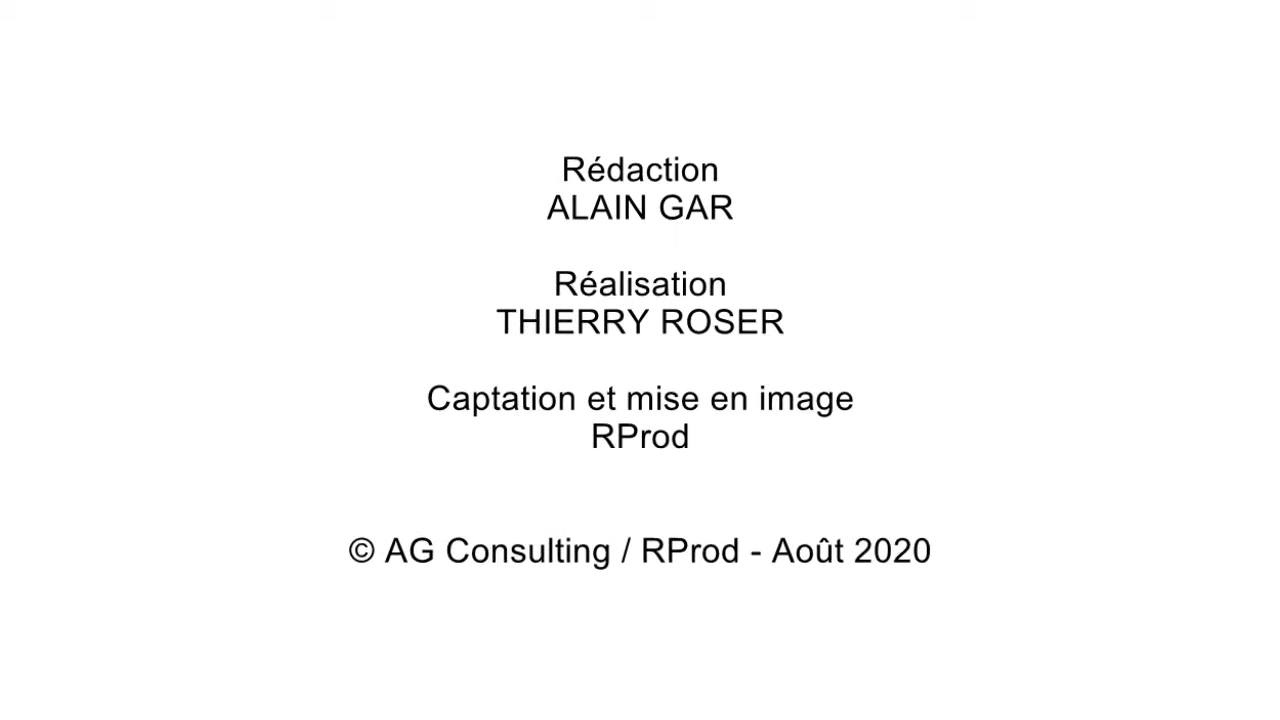 Rédaction
ALAIN GAR
Réalisation
THIERRY ROSER
Captation et mise en image
RProd
© AG Consulting / RProd - Août 2020